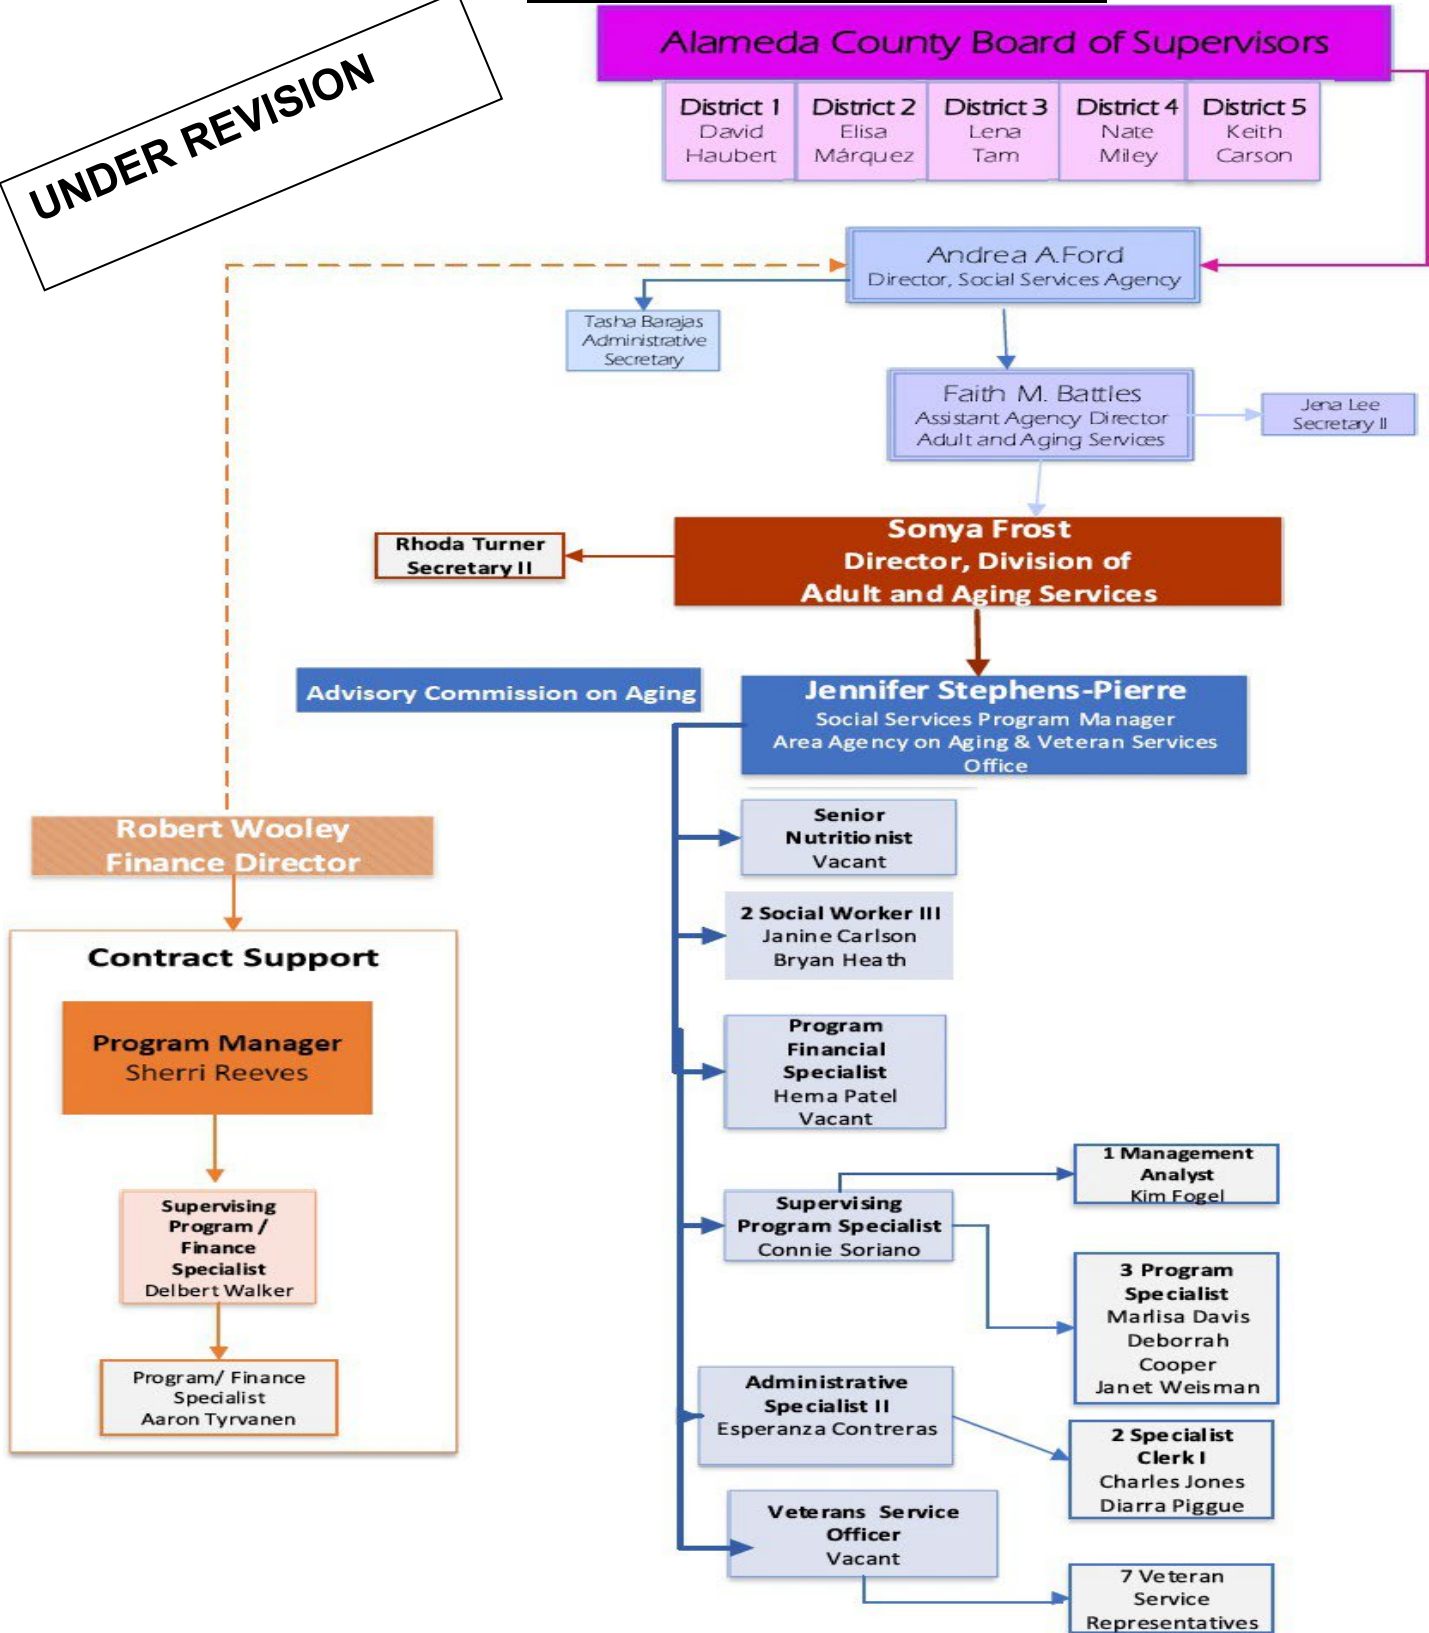 UNDER REVISION
Alameda County Board of Supervisors
District 1
David
Haubert
District 2
Elisa
Márquez
District 3
Lena
Tam
District 4
Nate
Miley
District 5
Keith
Carson
Andrea A.Ford
Director, Social Services Agency
Tasha Barajas
Administrative
Secretary
Faith M. Battles
Assistant Agency Director
Adult and Aging Services
Jena Lee
Secretary II
Sonya Frost
Director, Division of
Adult and Aging Services
Rhoda Turner
Secretary II
Advisory Commission on Aging
Jennifer Stephens-Pierre
Social Services Program Manager
Area Agency on Aging & Veteran Services
Office
Senior
Nutritionist
Vacant
2 Social Worker III
Janine Carlson
Bryan Heath
Program
Financial
Specialist
Hema Patel
Vacant
Supervising
Program Specialist
Connie Soriano
1 Management
Analyst
Kim Fogel
3 Program
Specialist
Marlisa Davis
Deborrah
Cooper
Janet Weisman
Administrative
Specialist II
Esperanza Contreras
2 Specialist
Clerk I
Charles Jones
Diarra Piggue
Veterans Service
Officer
Vacant
7 Veteran
Service
Representatives
Robert Wooley
Finance Director
Contract Support
Program Manager
Sherri Reeves
Supervising
Program /
Finance
Specialist
Delbert Walker
Program/ Finance
Specialist
Aaron Tyrvanen